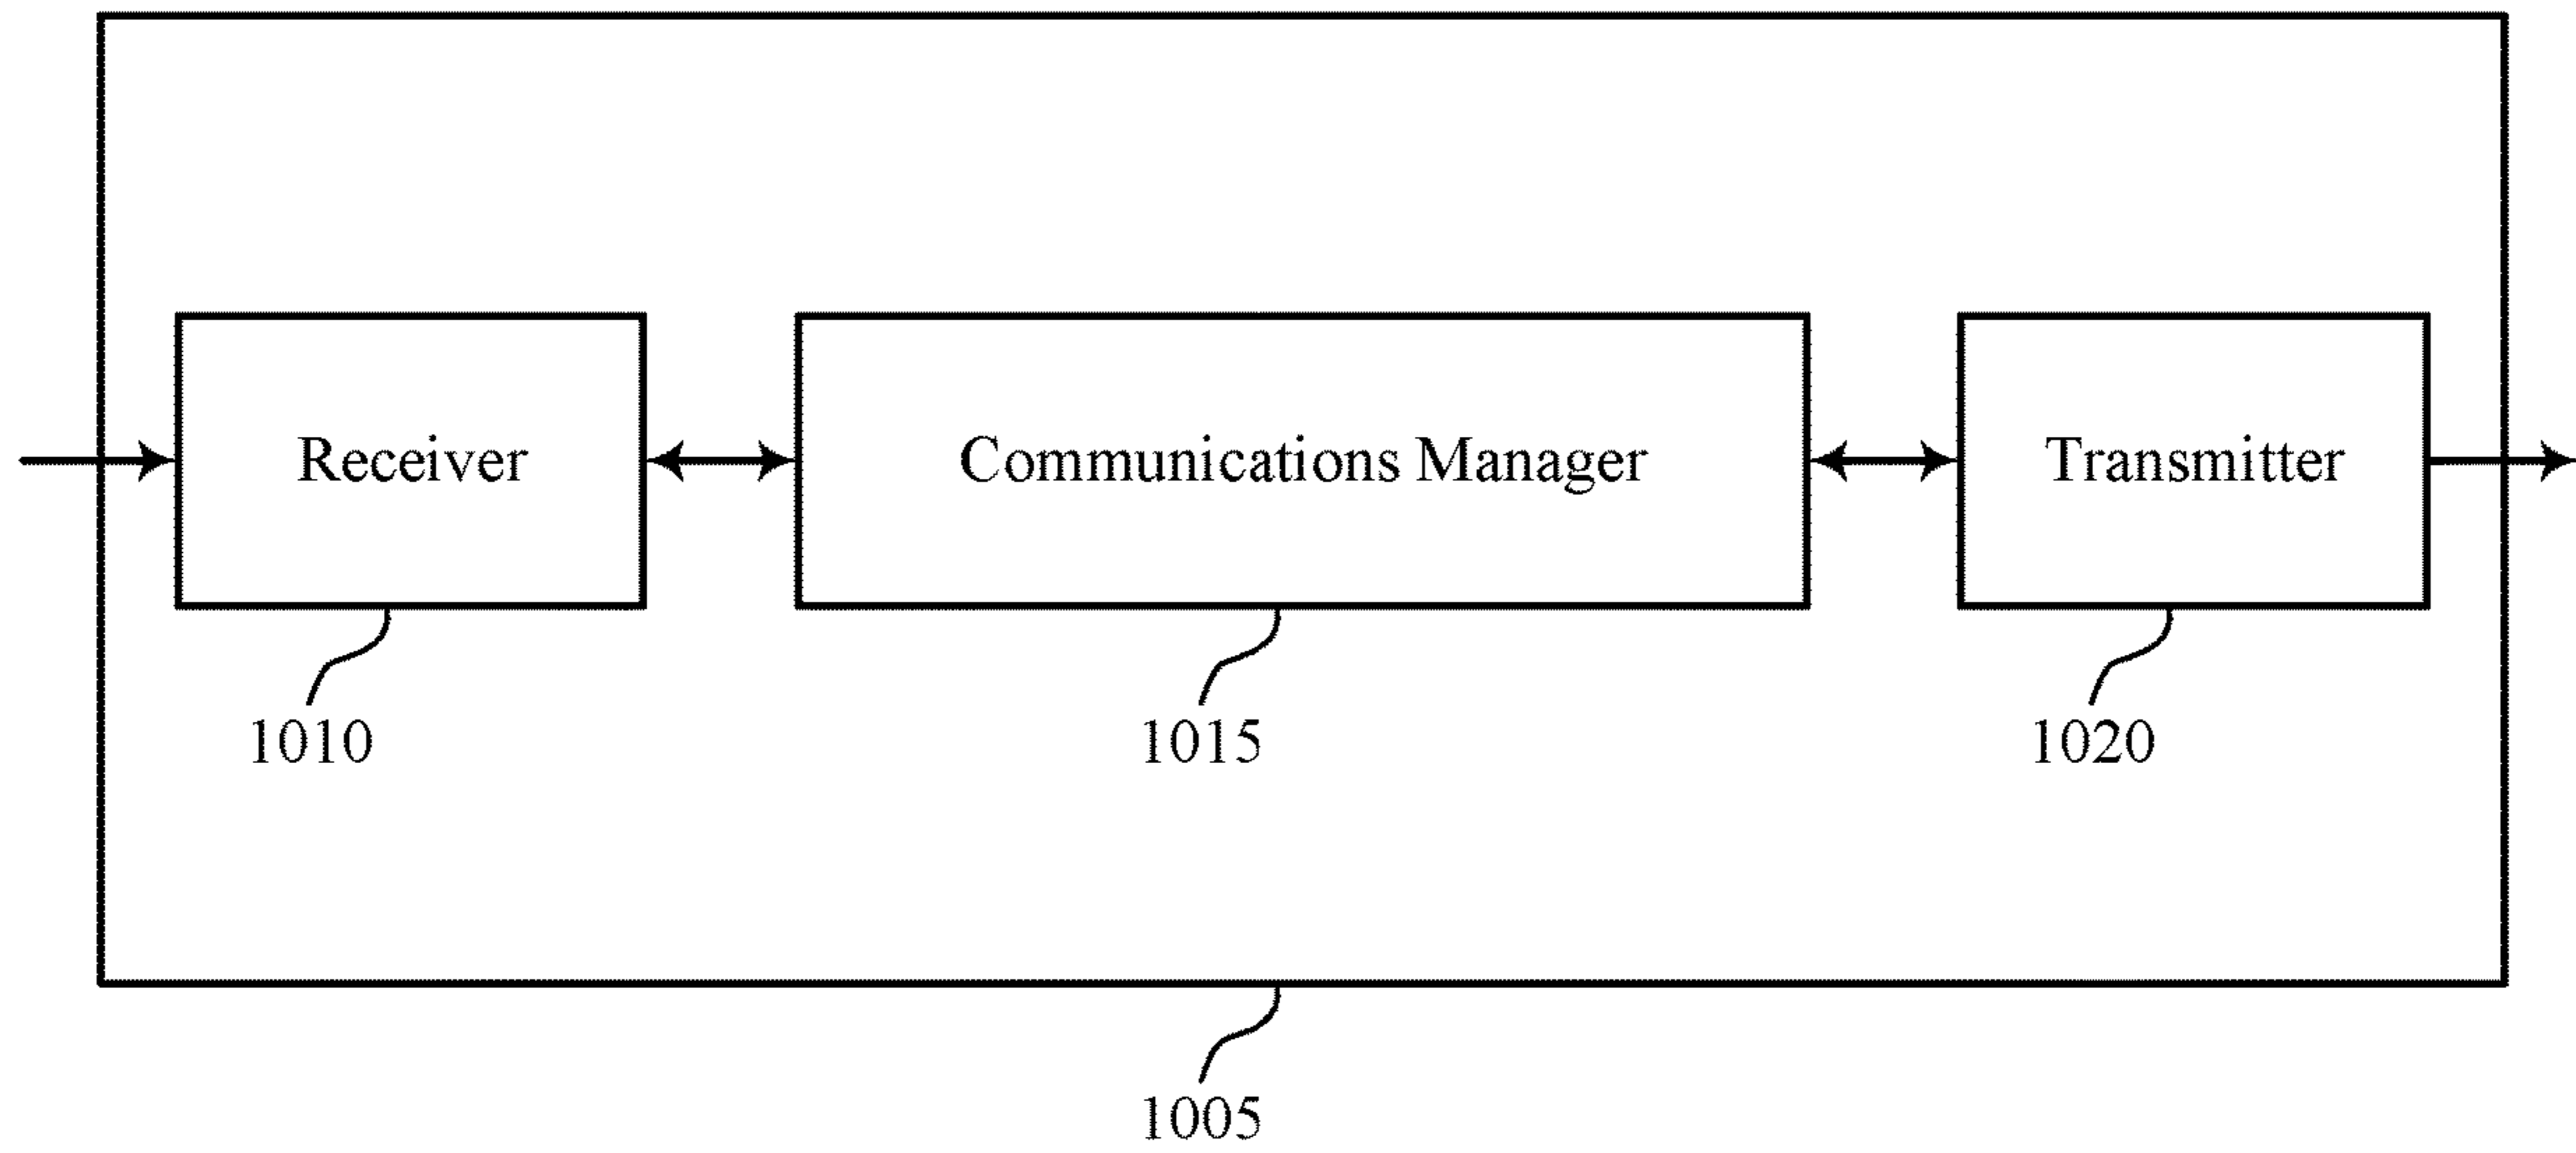 Receiver
Communications Manager
Transmitter
1010
1015
1020
1005